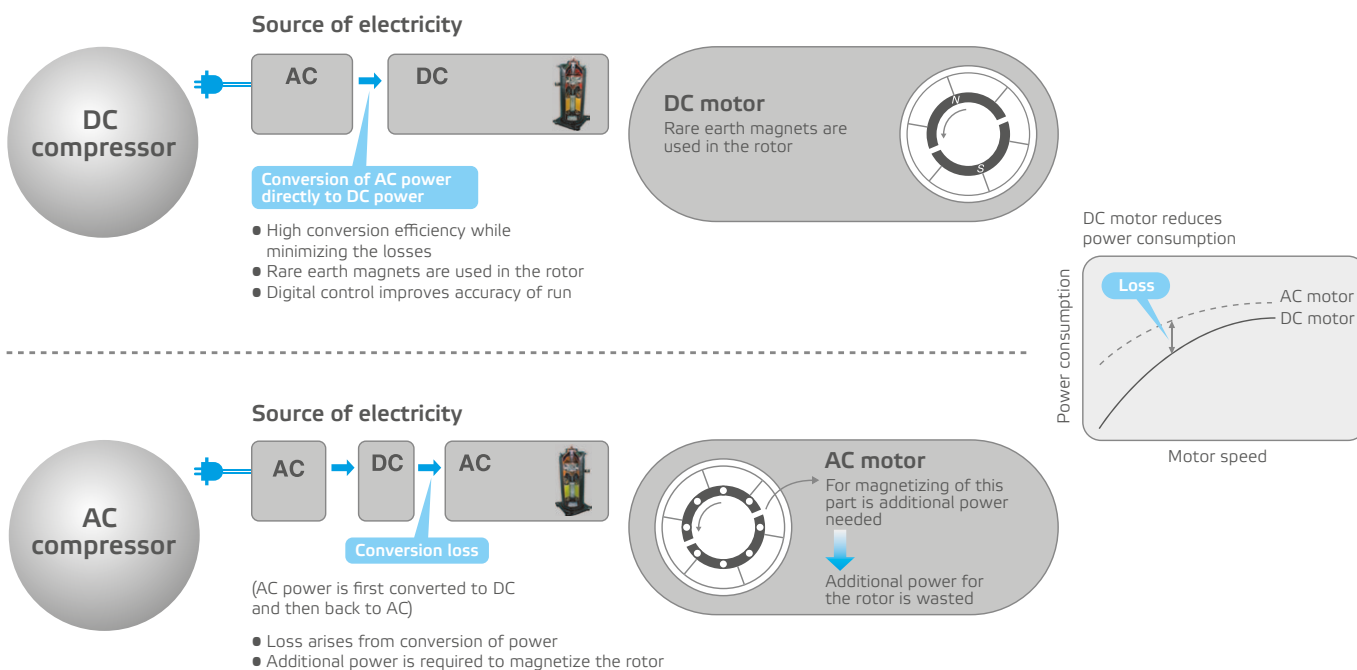 Source of electricity
DC
compressor
AC
DC
Conversion of AC power
directly to DC power
● High conversion efficiency while
minimizing the losses
● Rare earth magnets are used in the rotor
● Digital control improves accuracy of run
DC motor
Rare earth magnets are
used in the rotor
N
S
DC motor reduces
power consumption
Power consumption
Loss
AC motor
DC motor
Motor speed
Source of electricity
AC
compressor
AC
DC
AC
Conversion loss
(AC power is first converted to DC
and then back to AC)
● Loss arises from conversion of power
● Additional power is required to magnetize the rotor
AC motor
For magnetizing of this
part is additional power
needed
Additional power for
the rotor is wasted